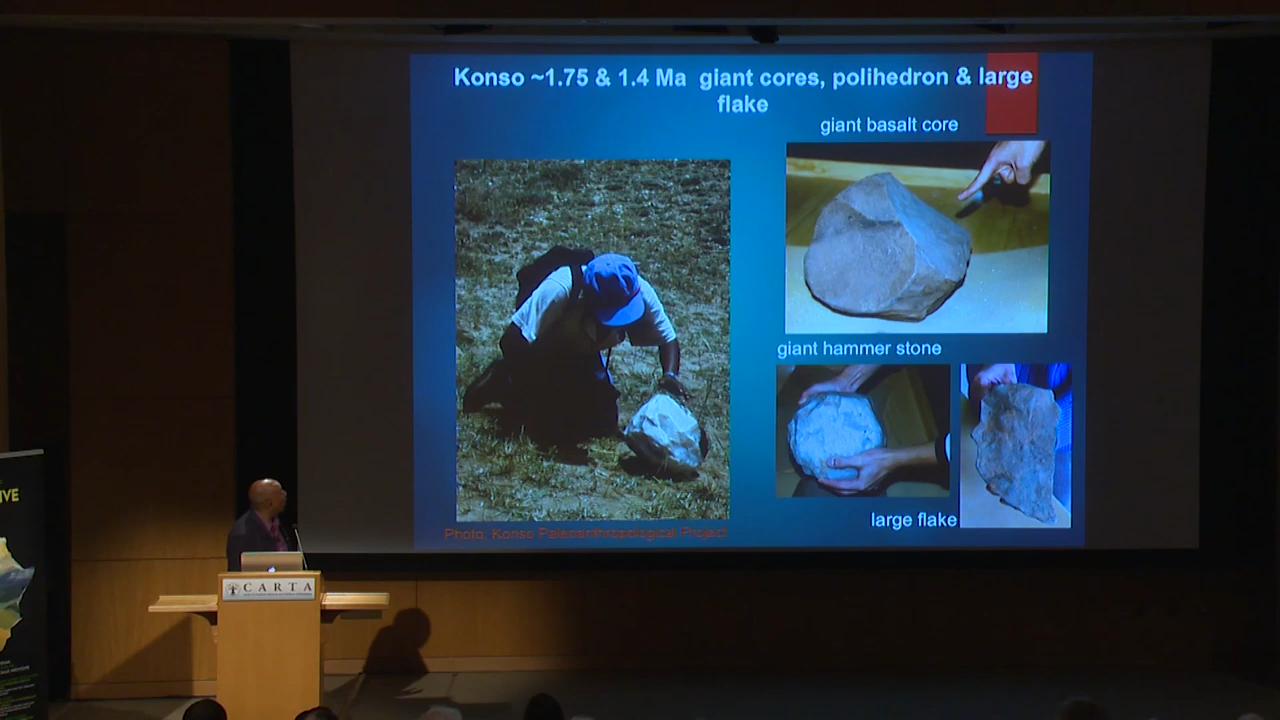 Konso ~1.75 & 1.4 Ma giant cores, polihedron & large
flake
giant basalt core
giant hammer stone
large flake
Photo: Konso Paleoanthropological Project
CARTA
IVE